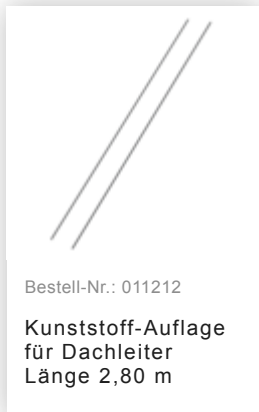 Bestell-Nr.: 011212
Kunststoff-Auflage
für Dachleiter
Länge 2,80 m